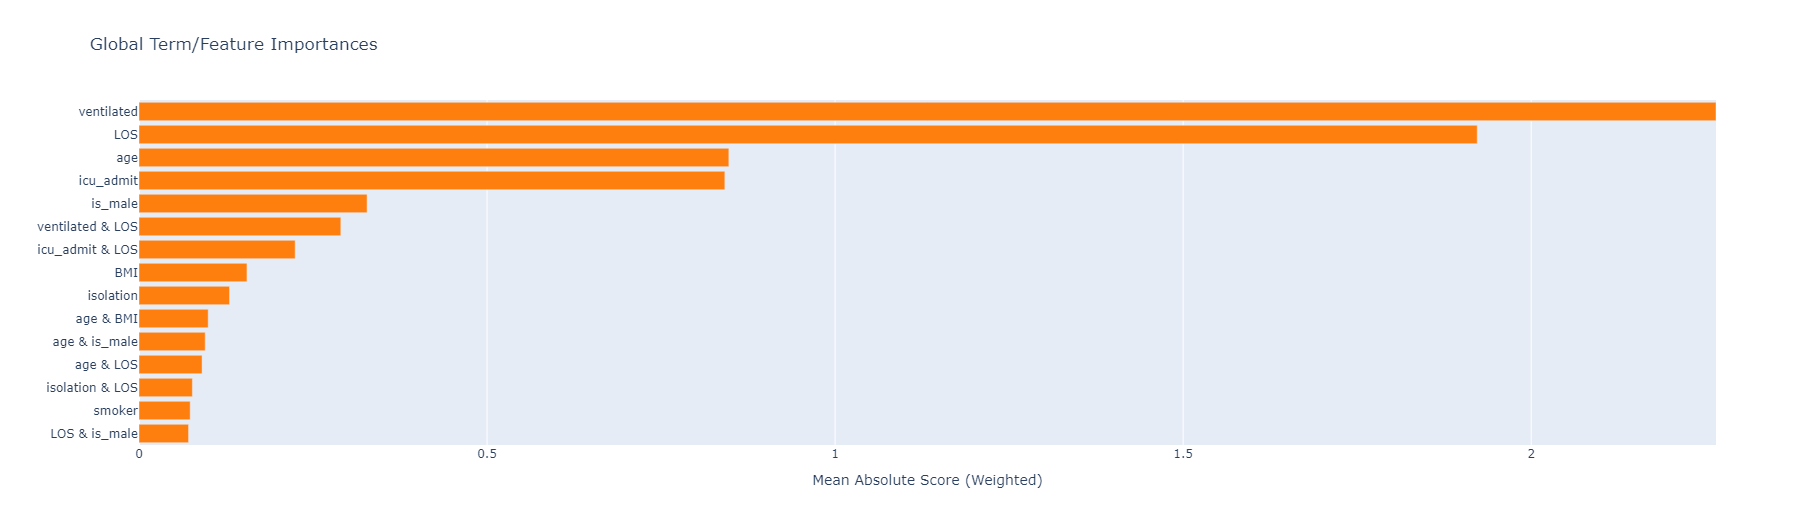 Global Term/Feature Importances
ventilated
LOS
age
icu_admit
is_male
ventilated & LOS
icu_admit & LOS
BMI
isolation
age & BMI
age & is_male
age & LOS
isolation & LOS
smoker
LOS & is_male
0 0.5 1 1.5 2
Mean Absolute Score (Weighted)